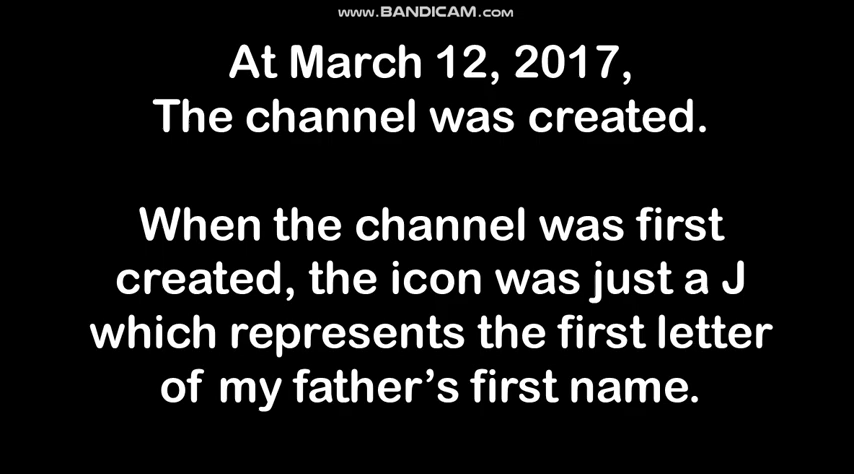 www.BANDICAM.com
At March 12, 2017,
The channel was created.
When the channel was first
created, the icon was just a J
which represents the first letter
of my father’s first name.